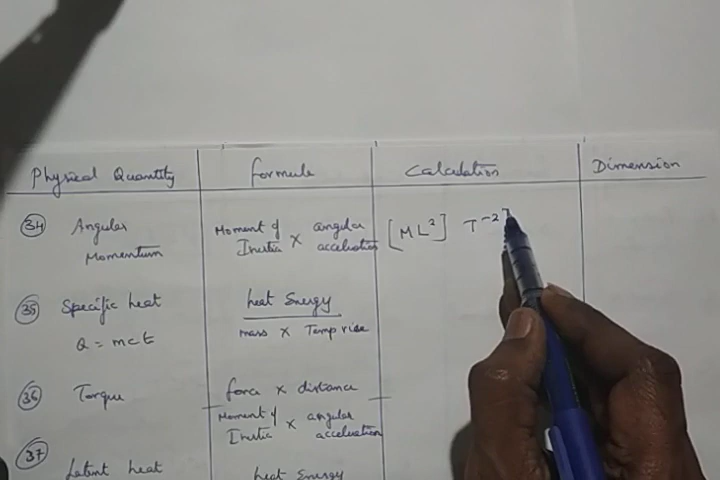 Physical Quantity Formula Calculation Dimension
34 Angular Momentum Moment of Inertia × angular acceleration [ML²] T⁻²]
35 Specific heat Q = mct heat Energy / mass × Temp rise
36 Torque force × distance
Moment of Inertia × angular acceleration
37 Latent heat heat Energy